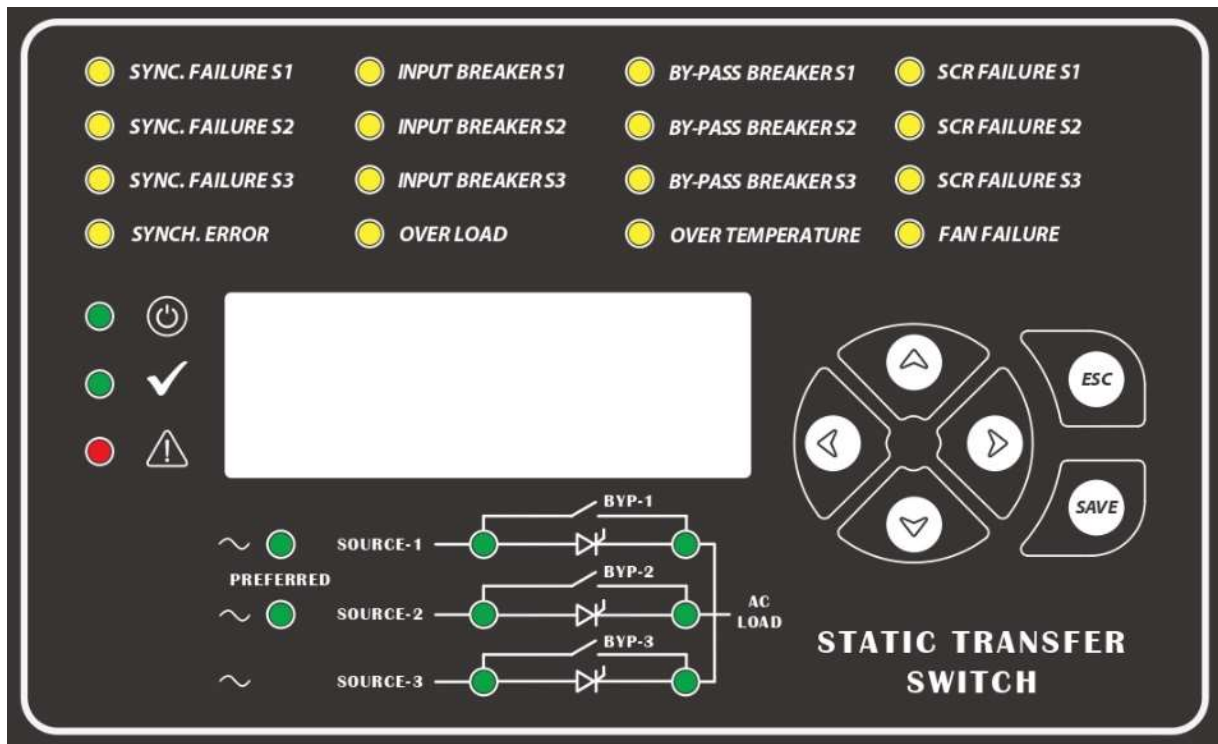 SYNC. FAILURE S1
INPUT BREAKER S1
BY-PASS BREAKER S1
SCR FAILURE S1
SYNC. FAILURE S2
INPUT BREAKER S2
BY-PASS BREAKER S2
SCR FAILURE S2
SYNC. FAILURE S3
INPUT BREAKER S3
BY-PASS BREAKER S3
SCR FAILURE S3
SYNCH. ERROR
OVER LOAD
OVER TEMPERATURE
FAN FAILURE
ESC
SAVE
BYP-1
SOURCE-1
PREFERRED
BYP-2
SOURCE-2
AC
LOAD
BYP-3
SOURCE-3
STATIC TRANSFER
SWITCH